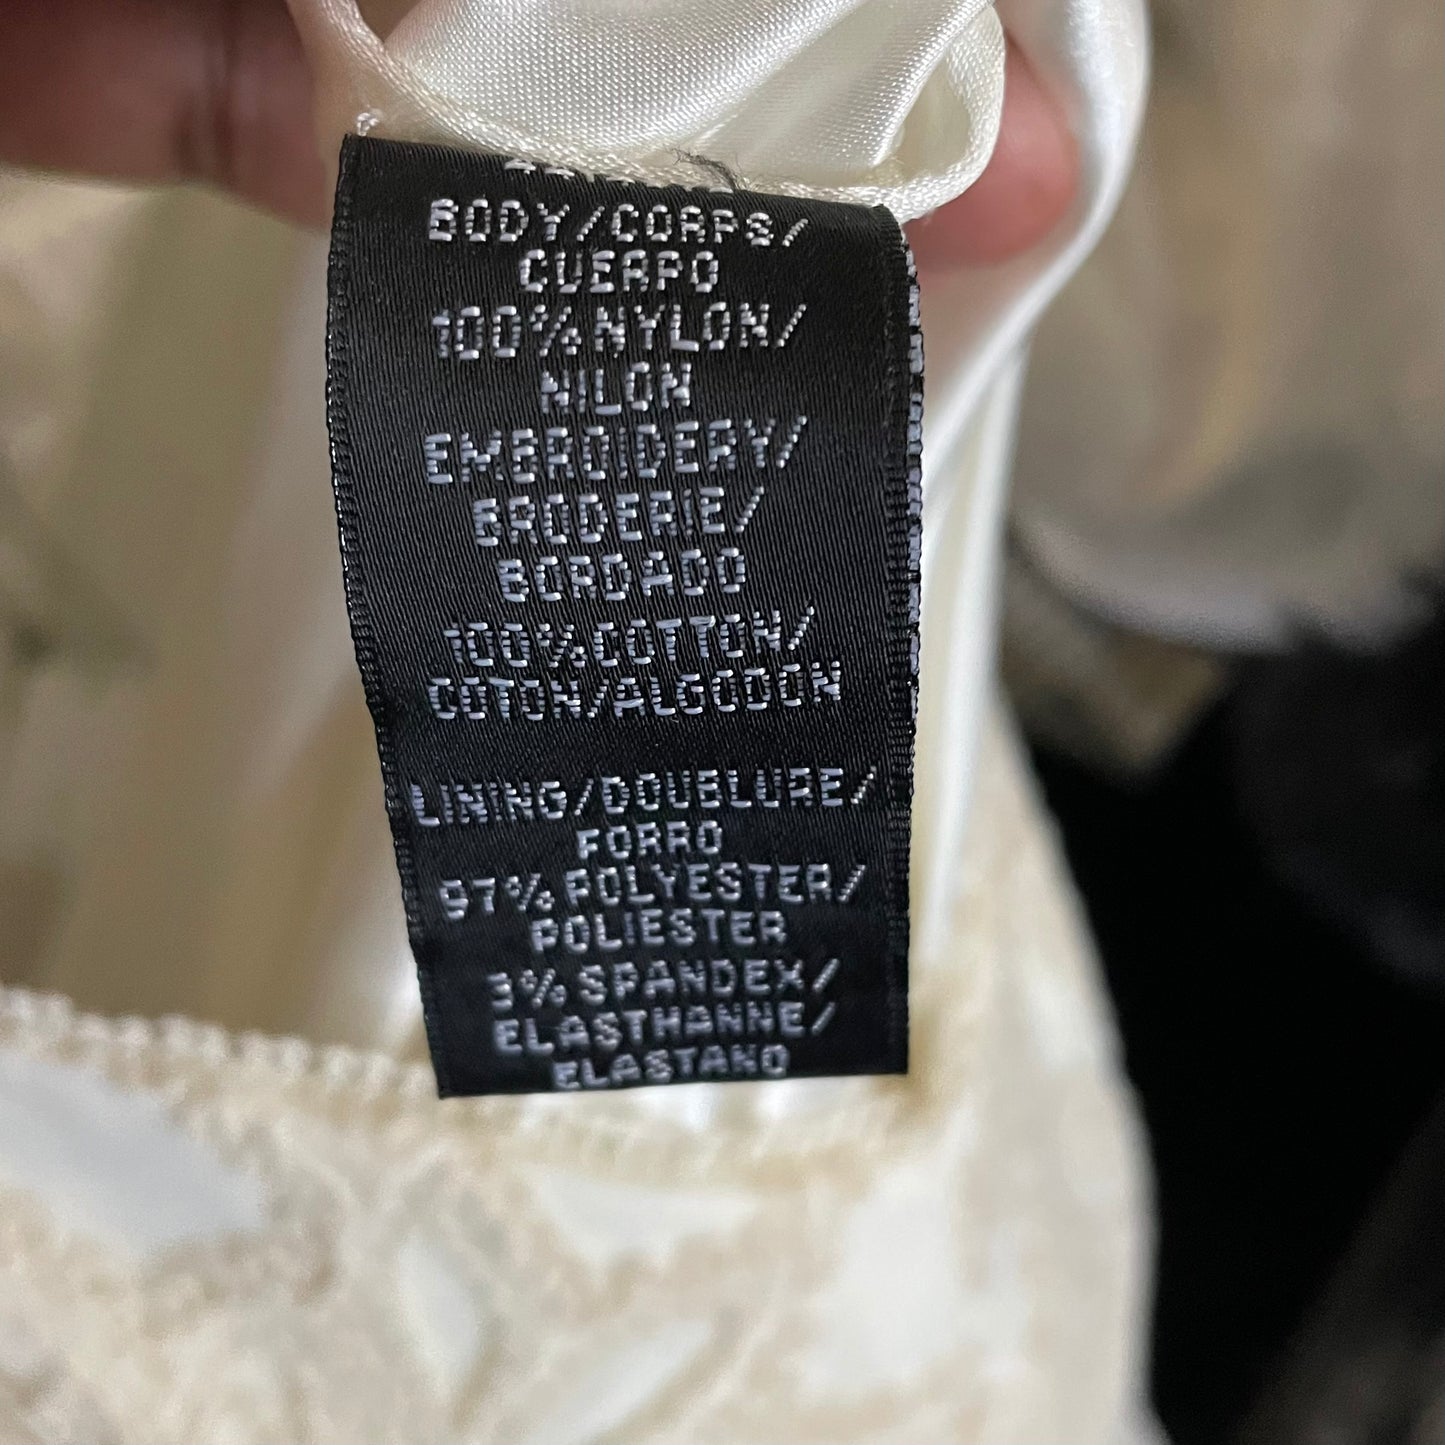 BODY/CORPS/
CUERPO
100%NYLON/
NILON
EMBROIDERY/
BRODERIE/
BORDADO
100%COTTON/
COTON/ALGODON
LINING/DOUBLURE/
FORRO
97%POLYESTER/
POLIESTER
3%SPANDEX/
ELASTHANNE/
ELASTANO